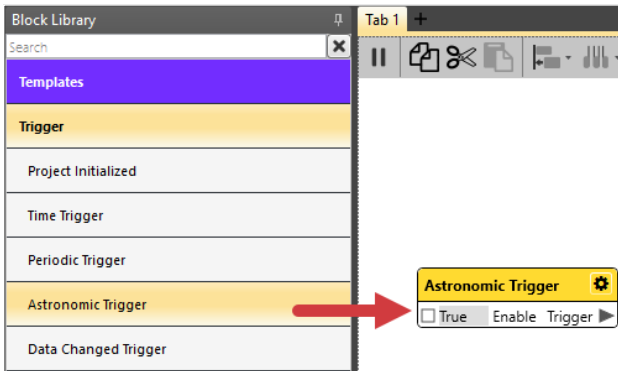 Block Library
Tab 1 +
Search
Templates
Trigger
Project Initialized
Time Trigger
Periodic Trigger
Astronomic Trigger
Data Changed Trigger
Astronomic Trigger
True Enable Trigger